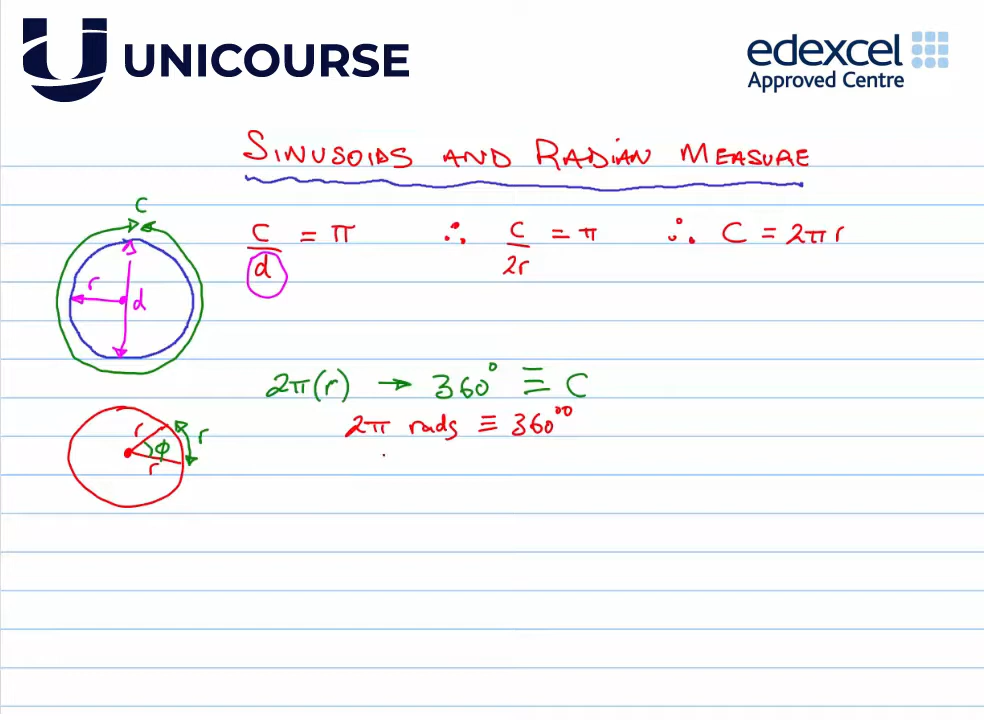 UNICOURSE
edexcel
Approved Centre
SINUSOIDS AND RADIAN MEASURE
C
C/d = π ∴ C/2r = π ∴ C = 2πr
r
d
2π(r) → 360° ≡ C
2π rads ≡ 360°°
r
φ
r
r